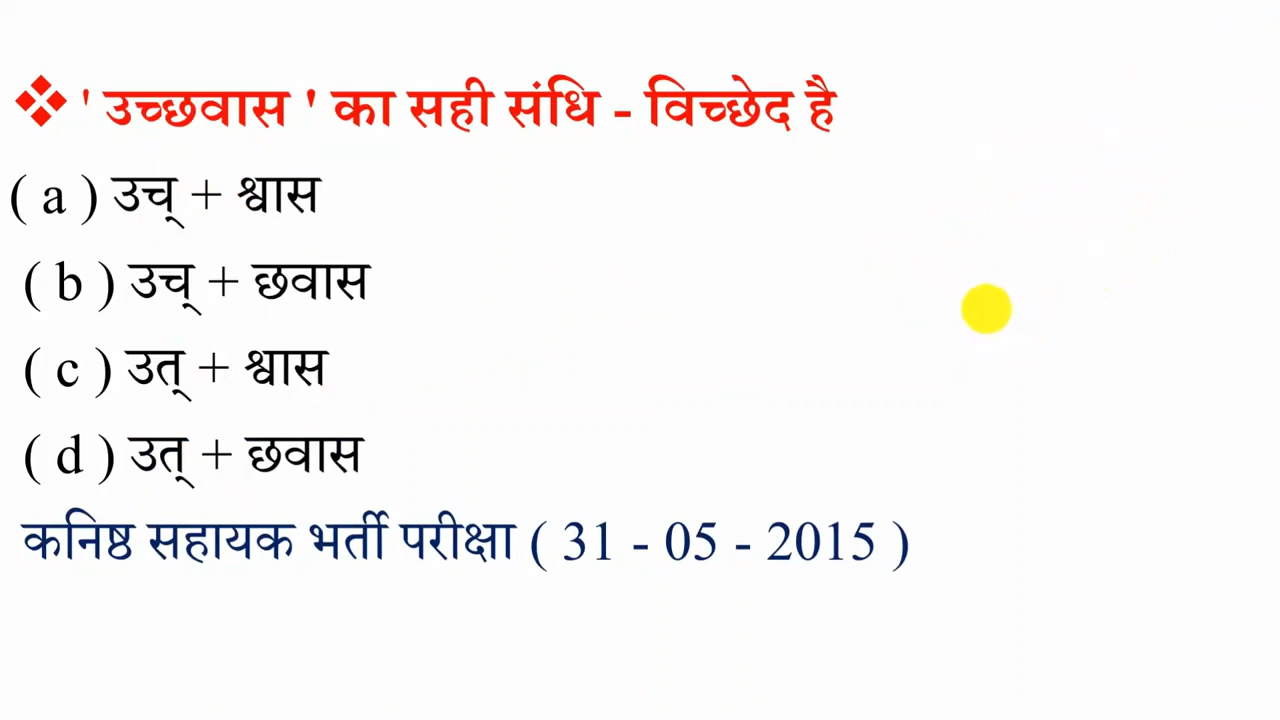 ' उच्छवास ' का सही संधि - विच्छेद है
( a ) उच् + श्वास
( b ) उच् + छवास
( c ) उत् + श्वास
( d ) उत् + छवास
कनिष्ठ सहायक भर्ती परीक्षा ( 31 - 05 - 2015 )